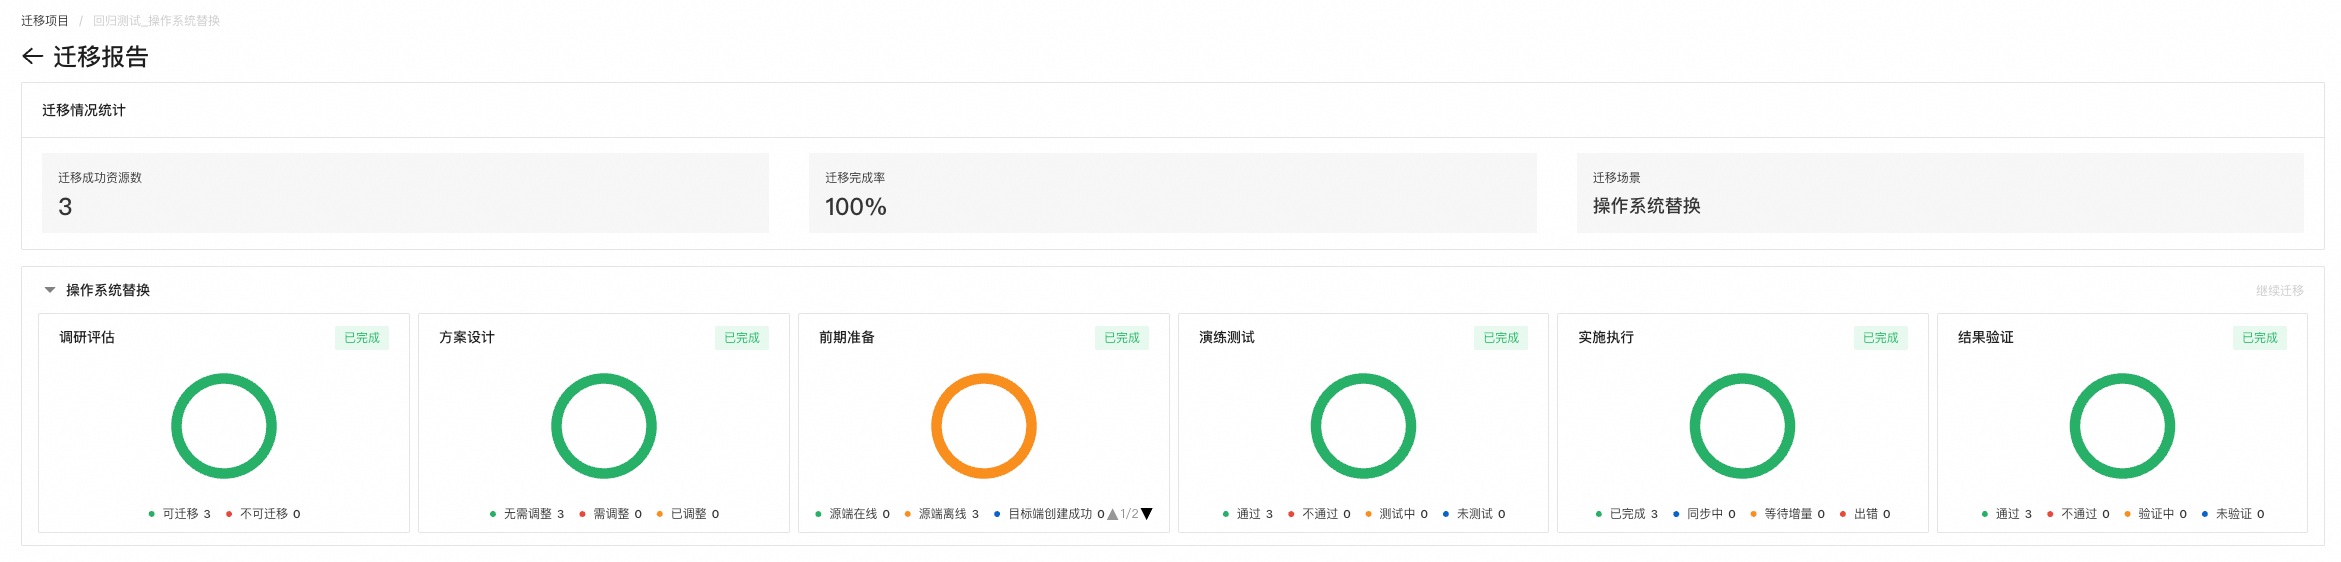 迁移项目 / 回归测试_操作系统替换
← 迁移报告
迁移情况统计
迁移成功资源数
3
迁移完成率
100%
迁移场景
操作系统替换
操作系统替换
继续迁移
调研评估 已完成
可迁移 3 不可迁移 0
方案设计 已完成
无需调整 3 需调整 0 已调整 0
前期准备 已完成
源端在线 0 源端离线 3 目标端创建成功 0 ▲1/2▼
演练测试 已完成
通过 3 不通过 0 测试中 0 未测试 0
实施执行 已完成
已完成 3 同步中 0 等待增量 0 出错 0
结果验证 已完成
通过 3 不通过 0 验证中 0 未验证 0